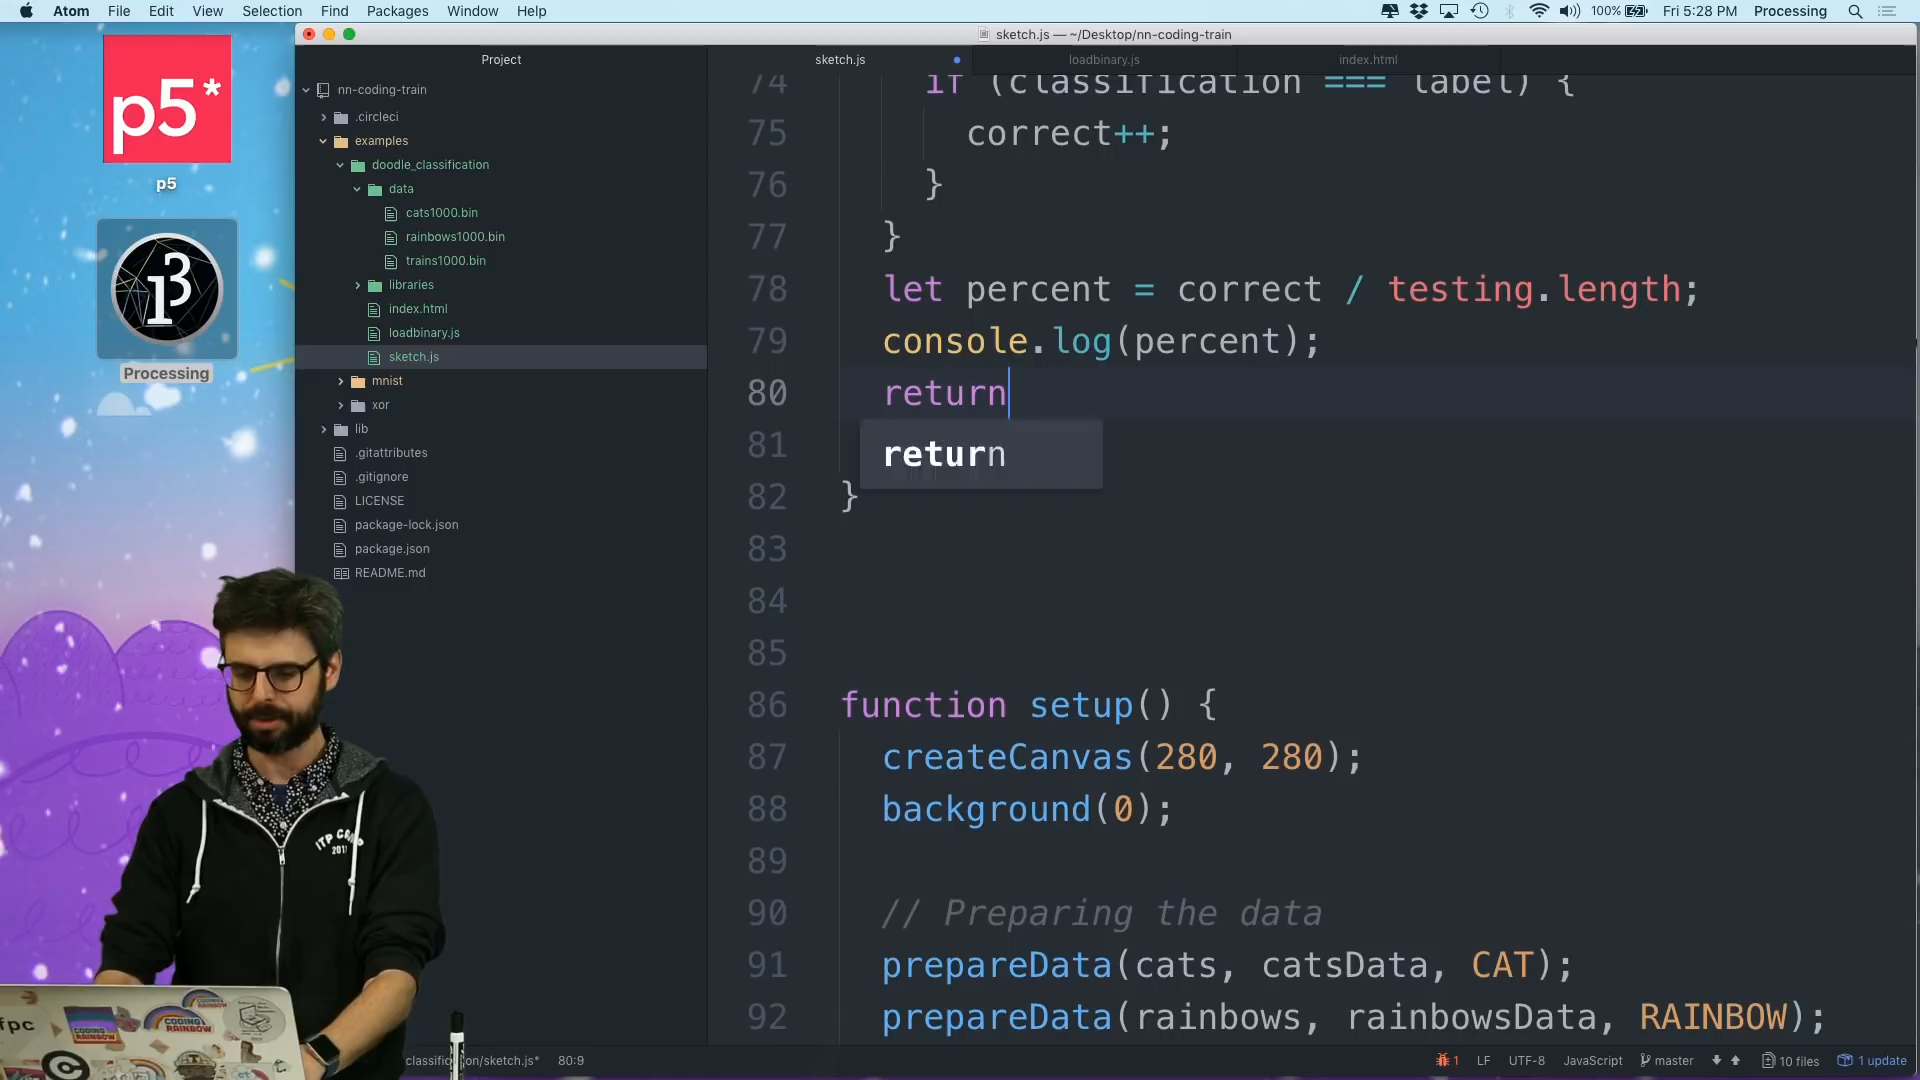 Atom File Edit View Selection Find Packages Window Help
100% Fri 5:28 PM Processing
sketch.js — ~/Desktop/nn-coding-train
Project
sketch.js
loadbinary.js
index.html
nn-coding-train
.circleci
examples
doodle_classification
data
cats1000.bin
rainbows1000.bin
trains1000.bin
libraries
index.html
loadbinary.js
sketch.js
mnist
xor
lib
.gitattributes
.gitignore
LICENSE
package-lock.json
package.json
README.md
p5*
p5
Processing
74 if (classification === label) {
75 correct++;
76 }
77 }
78 let percent = correct / testing.length;
79 console.log(percent);
80 return
81
return
82 }
83
84
85
86 function setup() {
87 createCanvas(280, 280);
88 background(0);
89
90 // Preparing the data
91 prepareData(cats, catsData, CAT);
92 prepareData(rainbows, rainbowsData, RAINBOW);
classification/sketch.js* 80:9
1 LF UTF-8 JavaScript master 10 files 1 update
ITP CAMP
fpc
CODING
RAINBOW